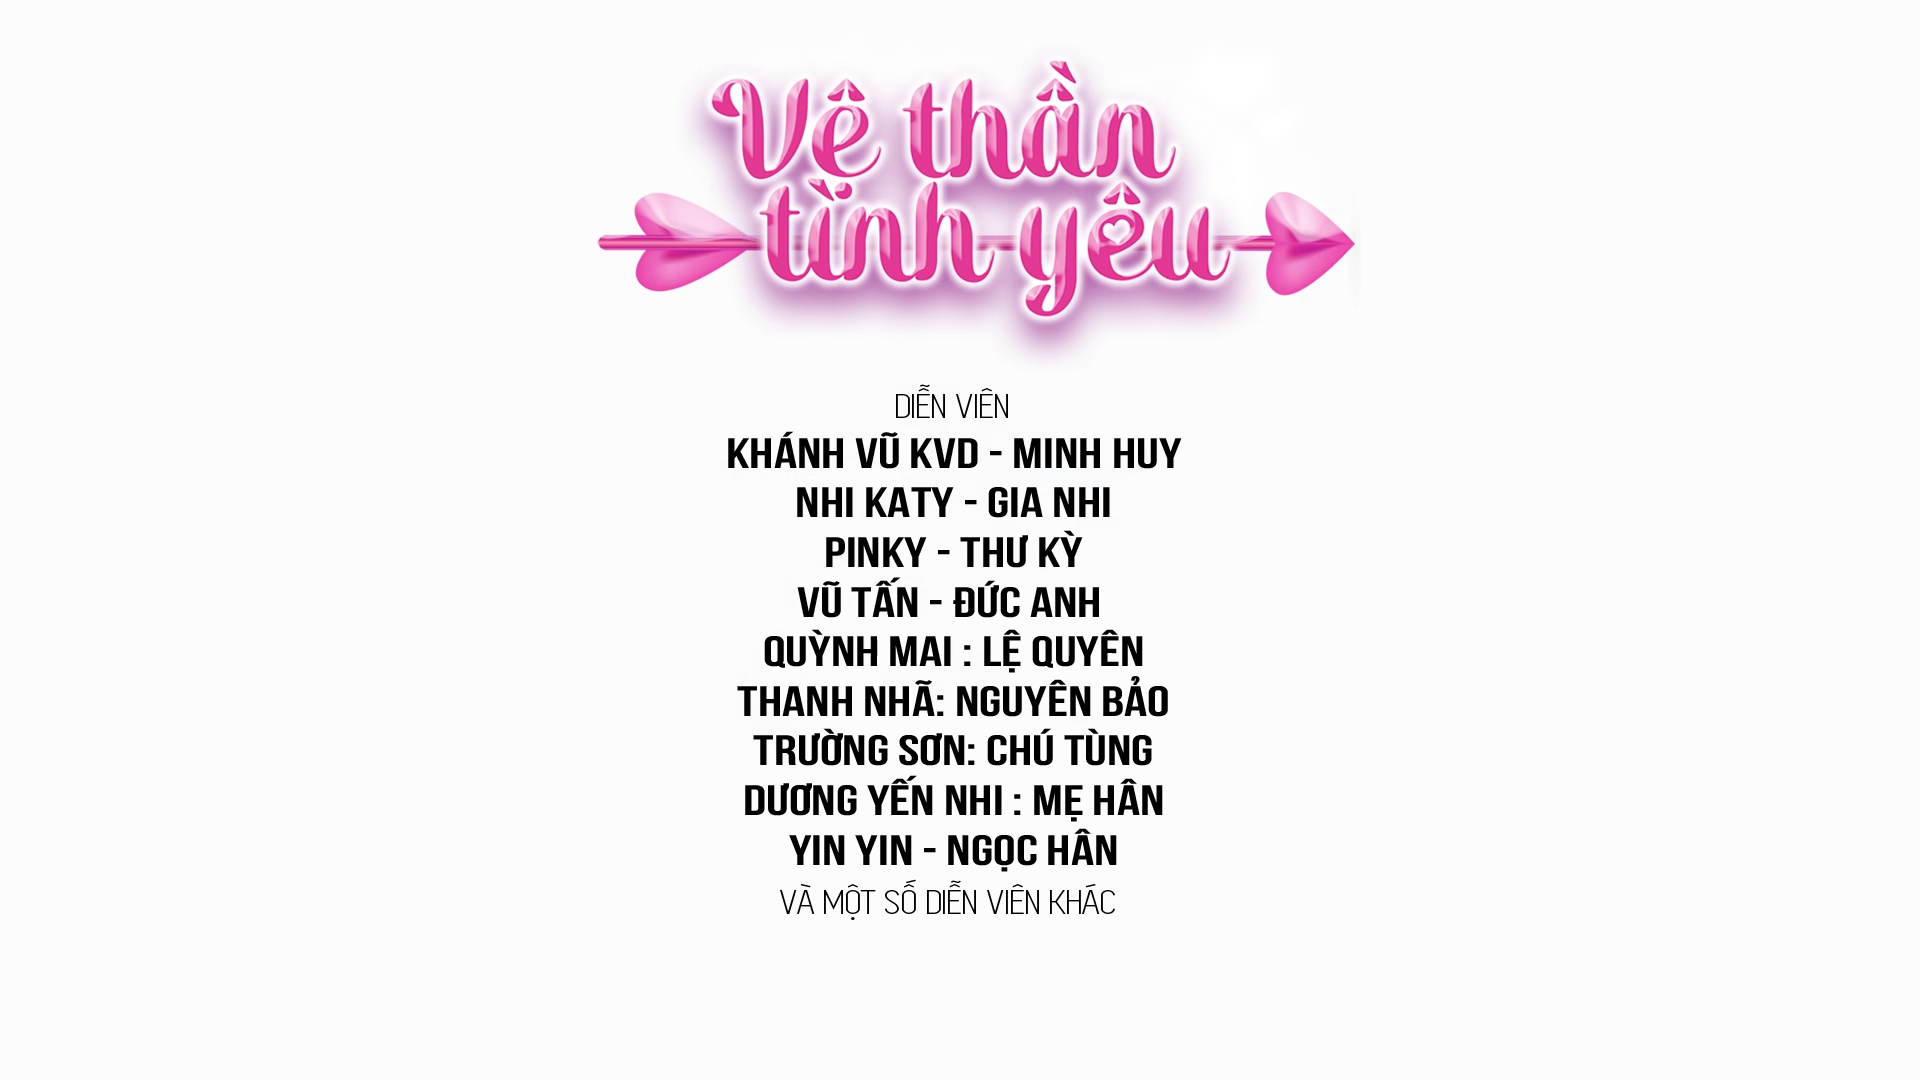 Vệ thần
tình yêu
DIỄN VIÊN
KHÁNH VŨ KVD - MINH HUY
NHI KATY - GIA NHI
PINKY - THƯ KỲ
VŨ TẤN - ĐỨC ANH
QUỲNH MAI : LỆ QUYÊN
THANH NHÃ: NGUYÊN BẢO
TRƯỜNG SƠN: CHÚ TÙNG
DƯƠNG YẾN NHI : MẸ HÂN
YIN YIN - NGỌC HÂN
VÀ MỘT SỐ DIỄN VIÊN KHÁC